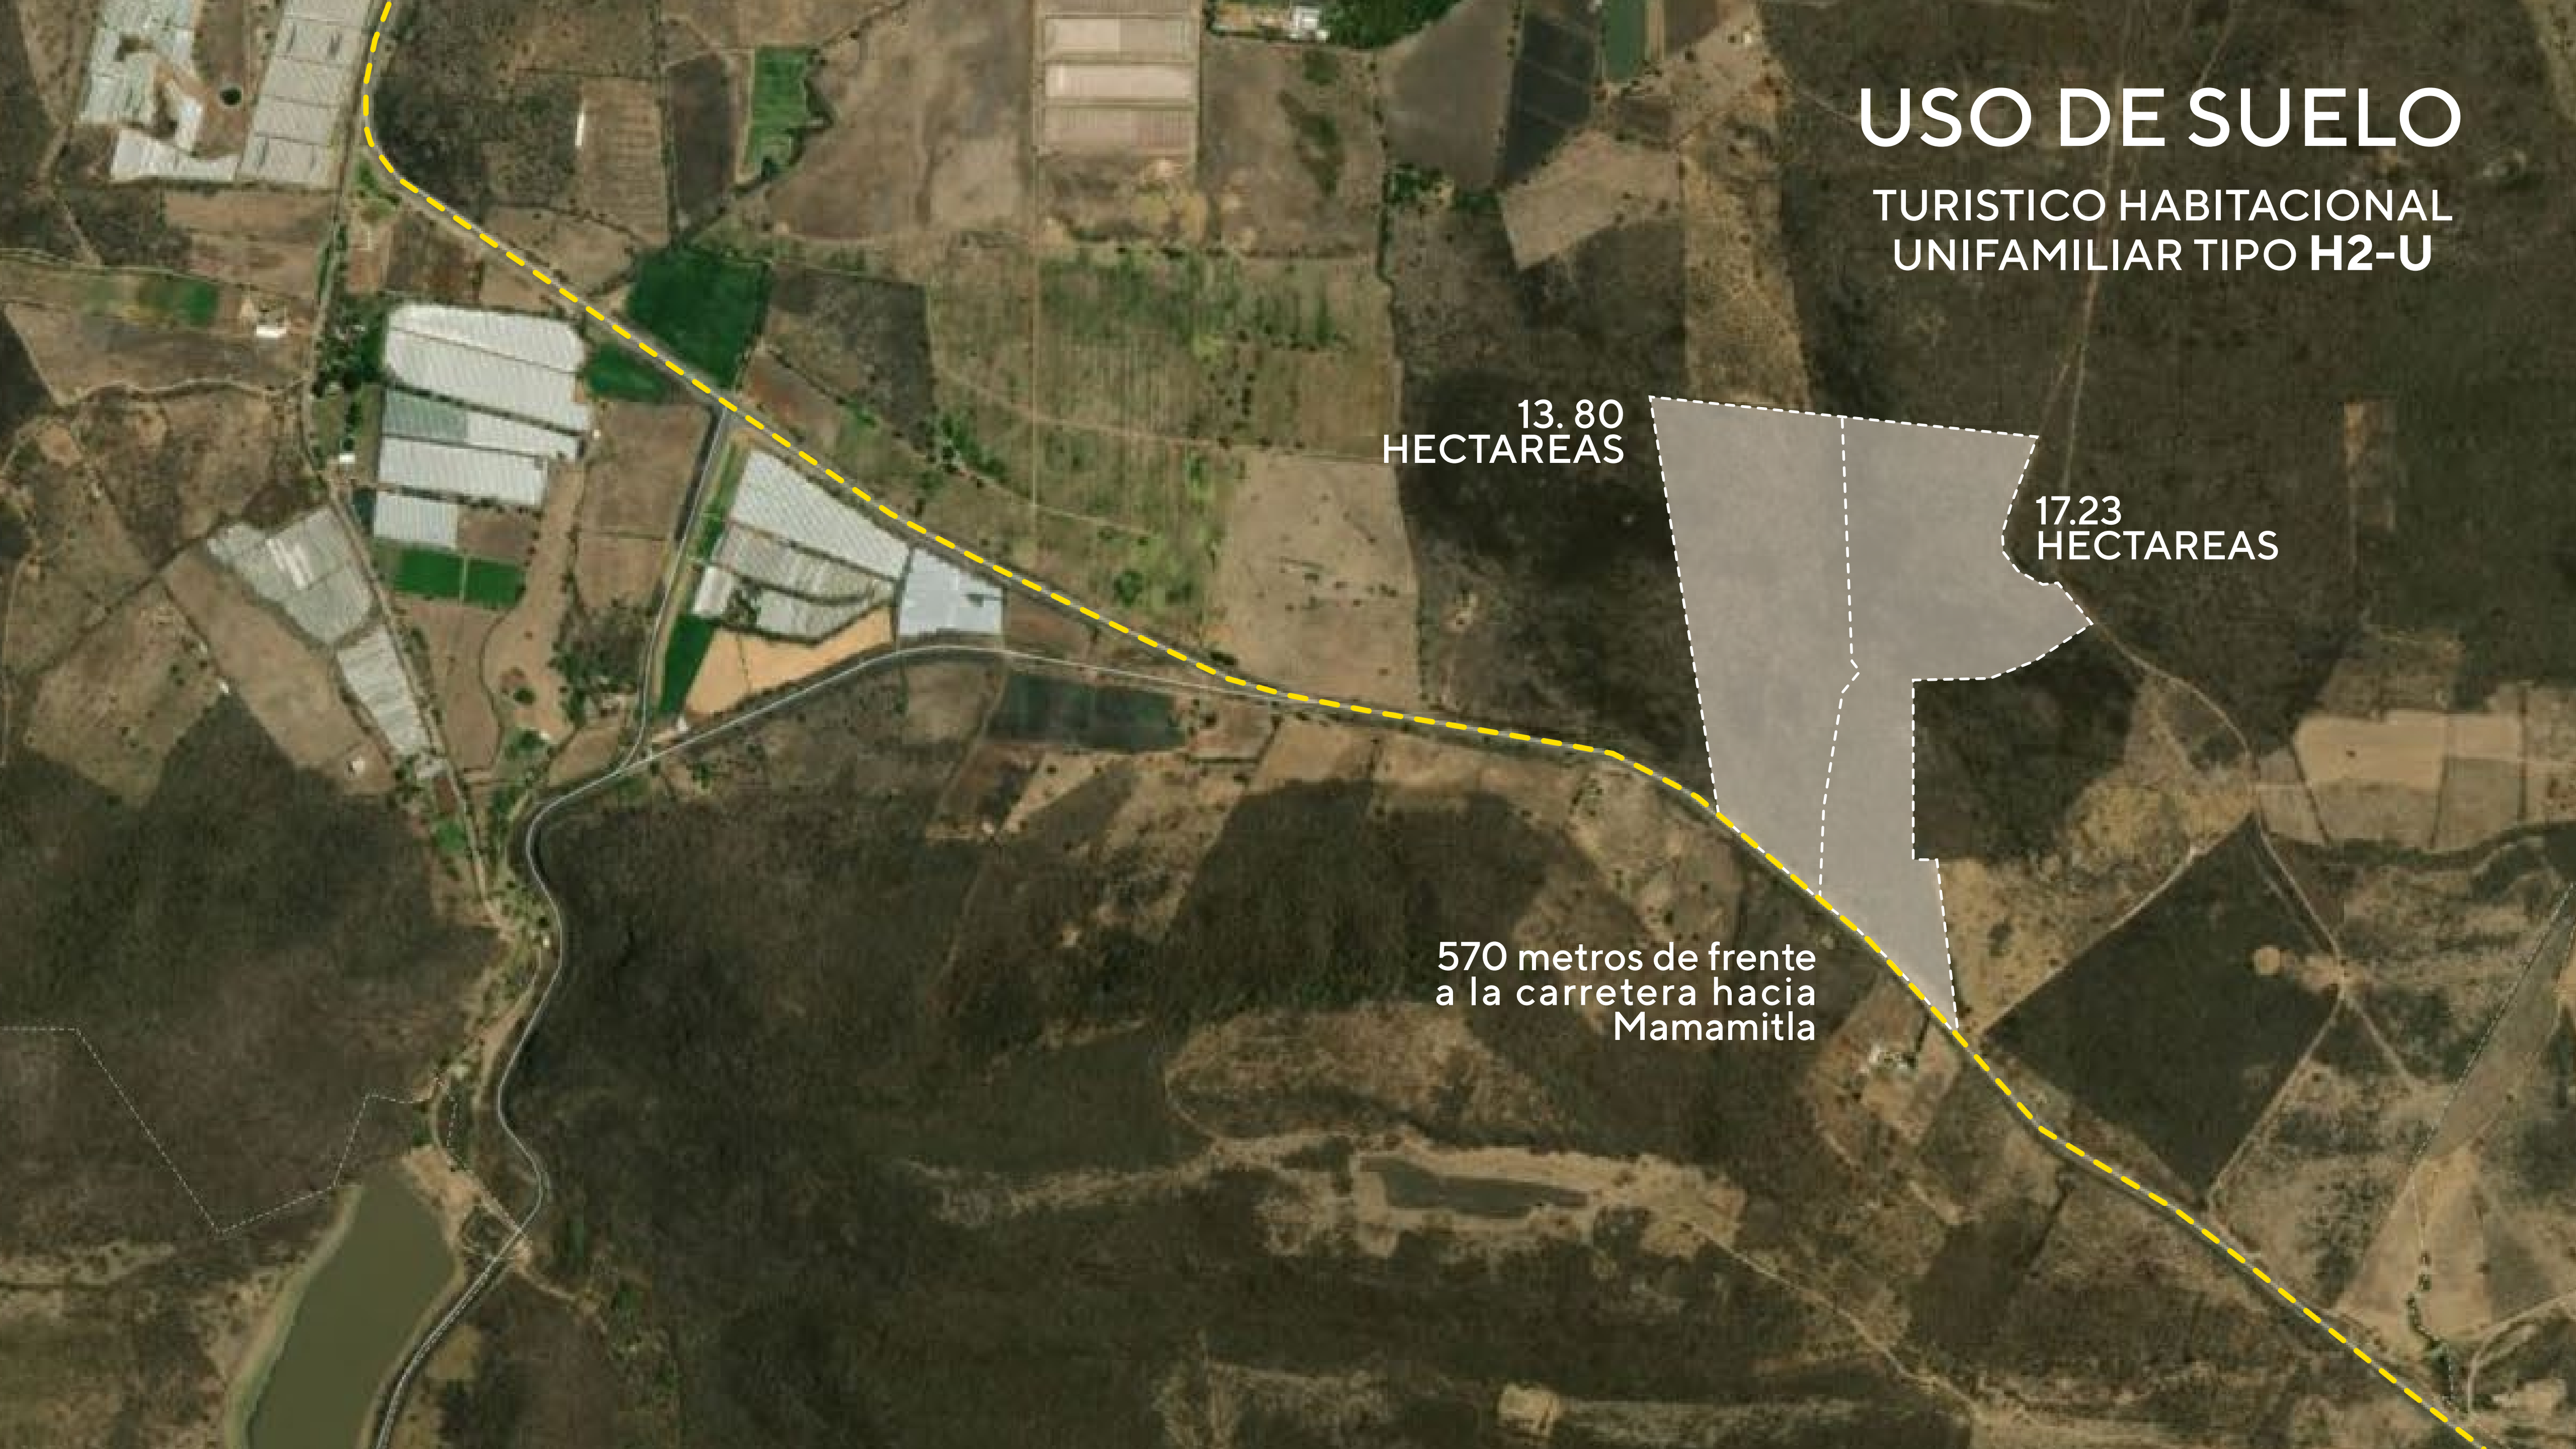 USO DE SUELO
TURISTICO HABITACIONAL
UNIFAMILIAR TIPO H2-U
13. 80
HECTAREAS
17.23
HECTAREAS
570 metros de frente
a la carretera hacia
Mamamitla